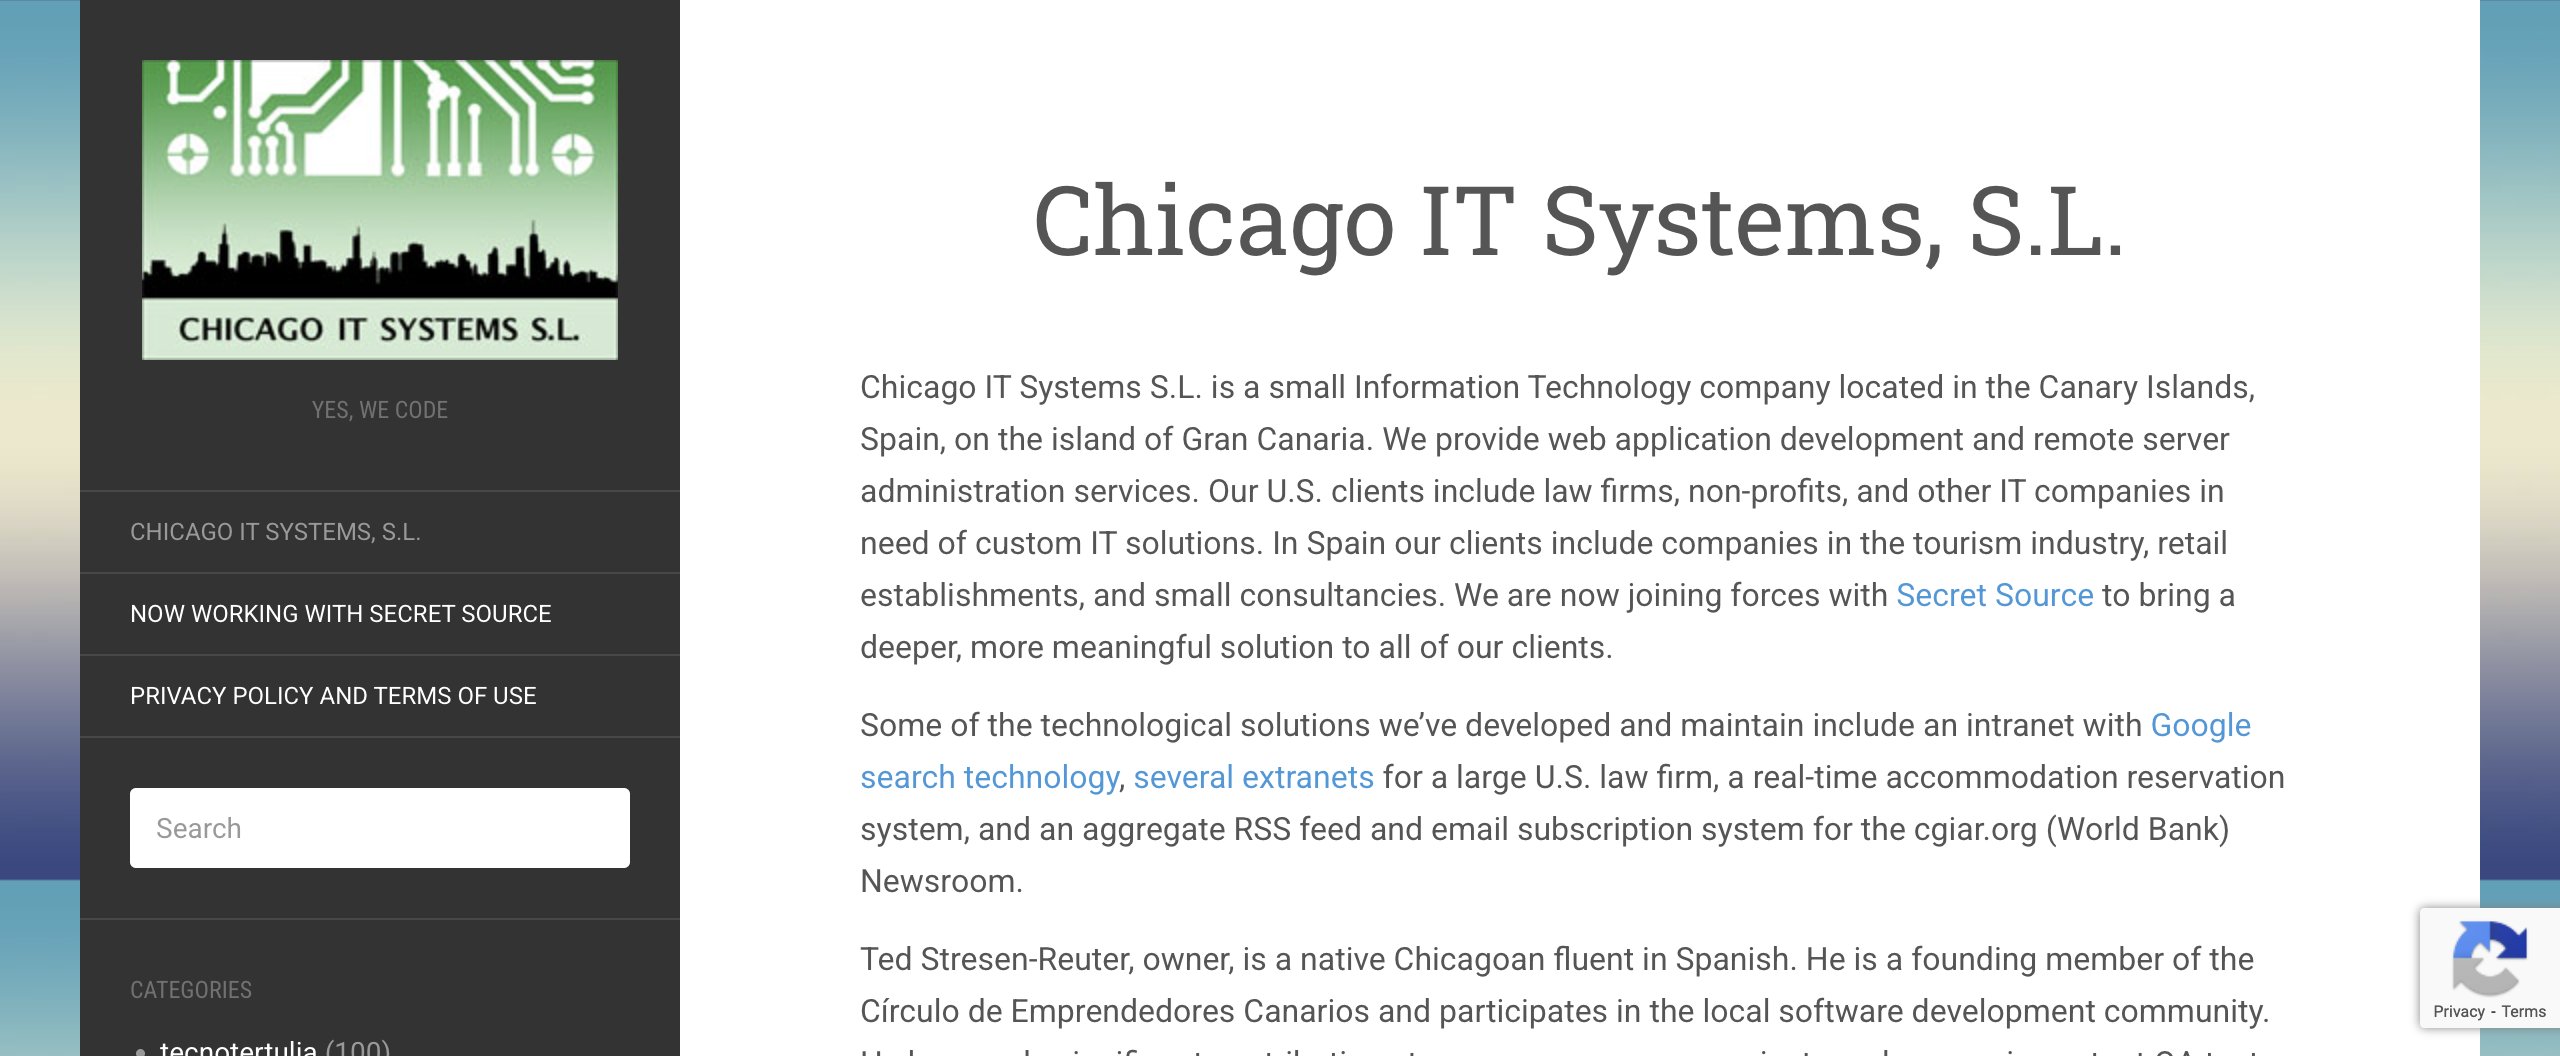 CHICAGO IT SYSTEMS S.L.
YES, WE CODE
CHICAGO IT SYSTEMS, S.L.
NOW WORKING WITH SECRET SOURCE
PRIVACY POLICY AND TERMS OF USE
Search
CATEGORIES
tecnotertulia (100)
Chicago IT Systems, S.L.
Chicago IT Systems S.L. is a small Information Technology company located in the Canary Islands,
Spain, on the island of Gran Canaria. We provide web application development and remote server
administration services. Our U.S. clients include law firms, non-profits, and other IT companies in
need of custom IT solutions. In Spain our clients include companies in the tourism industry, retail
establishments, and small consultancies. We are now joining forces with Secret Source to bring a
deeper, more meaningful solution to all of our clients.
Some of the technological solutions we’ve developed and maintain include an intranet with Google
search technology, several extranets for a large U.S. law firm, a real-time accommodation reservation
system, and an aggregate RSS feed and email subscription system for the cgiar.org (World Bank)
Newsroom.
Ted Stresen-Reuter, owner, is a native Chicagoan fluent in Spanish. He is a founding member of the
Círculo de Emprendedores Canarios and participates in the local software development community.
Privacy - Terms